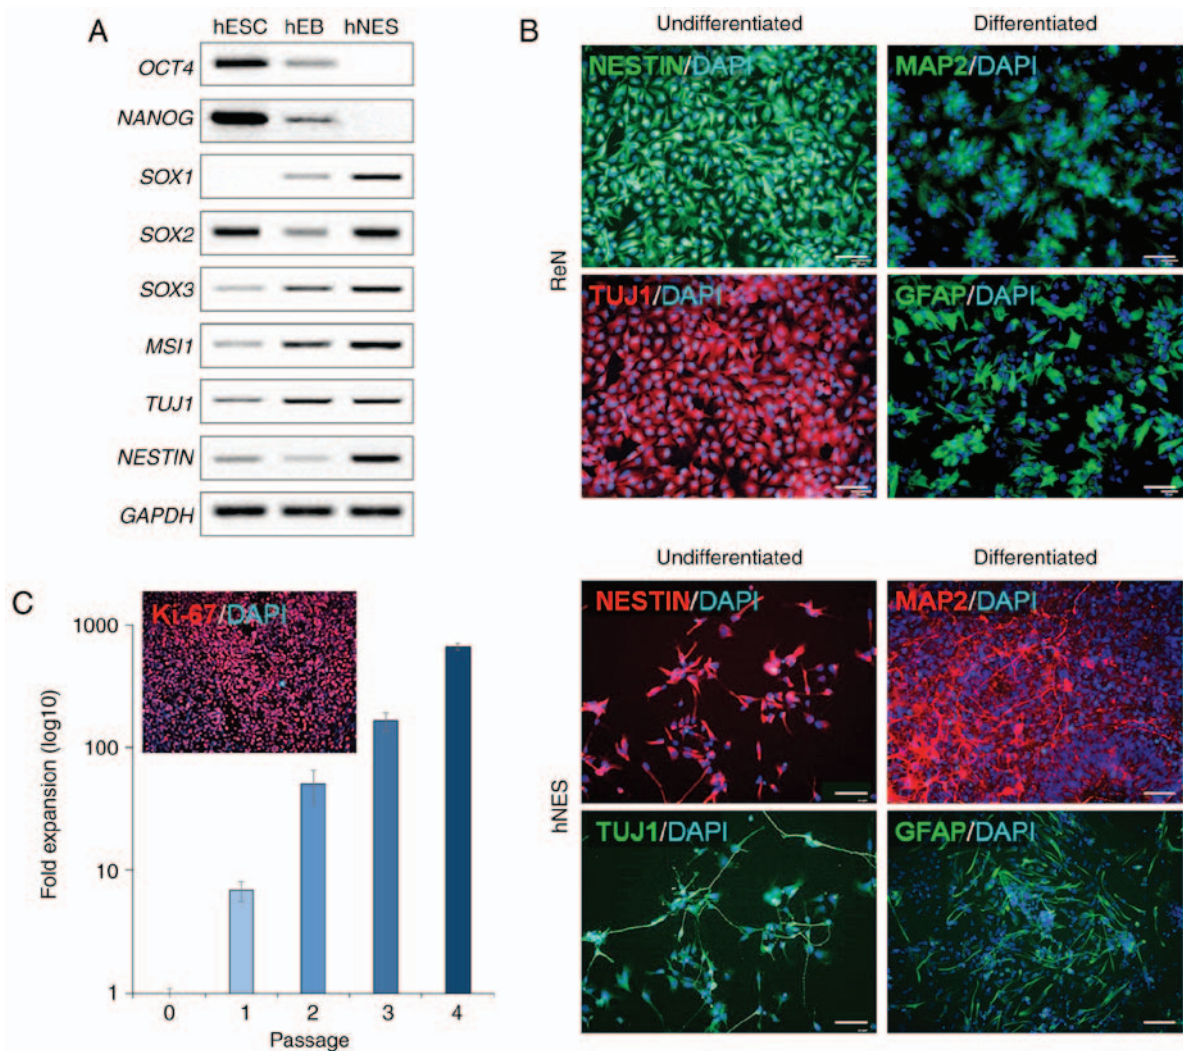 A
hESC hEB hNES
OCT4
NANOG
SOX1
SOX2
SOX3
MSI1
TUJ1
NESTIN
GAPDH
B
Undifferentiated Differentiated
ReN
NESTIN/DAPI MAP2/DAPI
TUJ1/DAPI GFAP/DAPI
Undifferentiated Differentiated
hNES
NESTIN/DAPI MAP2/DAPI
TUJ1/DAPI GFAP/DAPI
C
Ki-67/DAPI
Fold expansion (log10)
1000
100
10
1
0 1 2 3 4
Passage